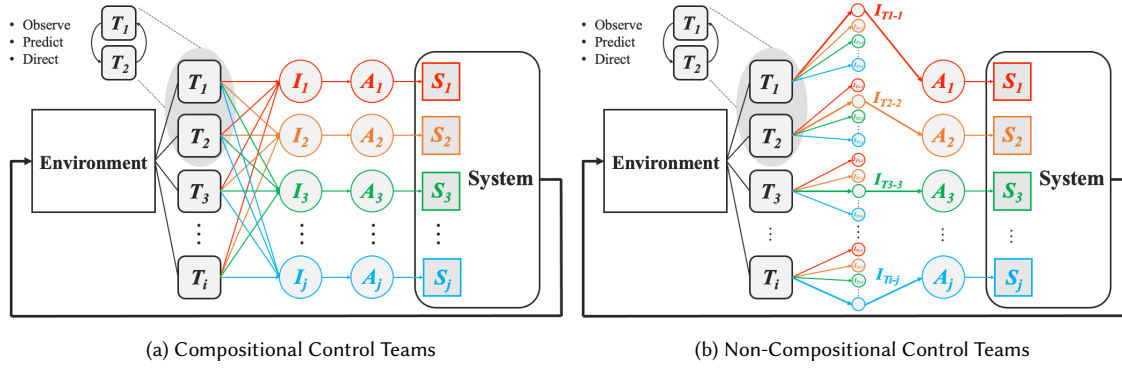 • Observe
• Predict
• Direct
T1
T2
Environment
T1
T2
T3
Ti
I1
I2
I3
Ij
A1
A2
A3
Aj
S1
S2
S3
Sj
System
(a) Compositional Control Teams
• Observe
• Predict
• Direct
T1
T2
Environment
T1
T2
T3
Ti
IT1-1
IT2-2
IT3-3
ITi-j
A1
A2
A3
Aj
S1
S2
S3
Sj
System
(b) Non-Compositional Control Teams